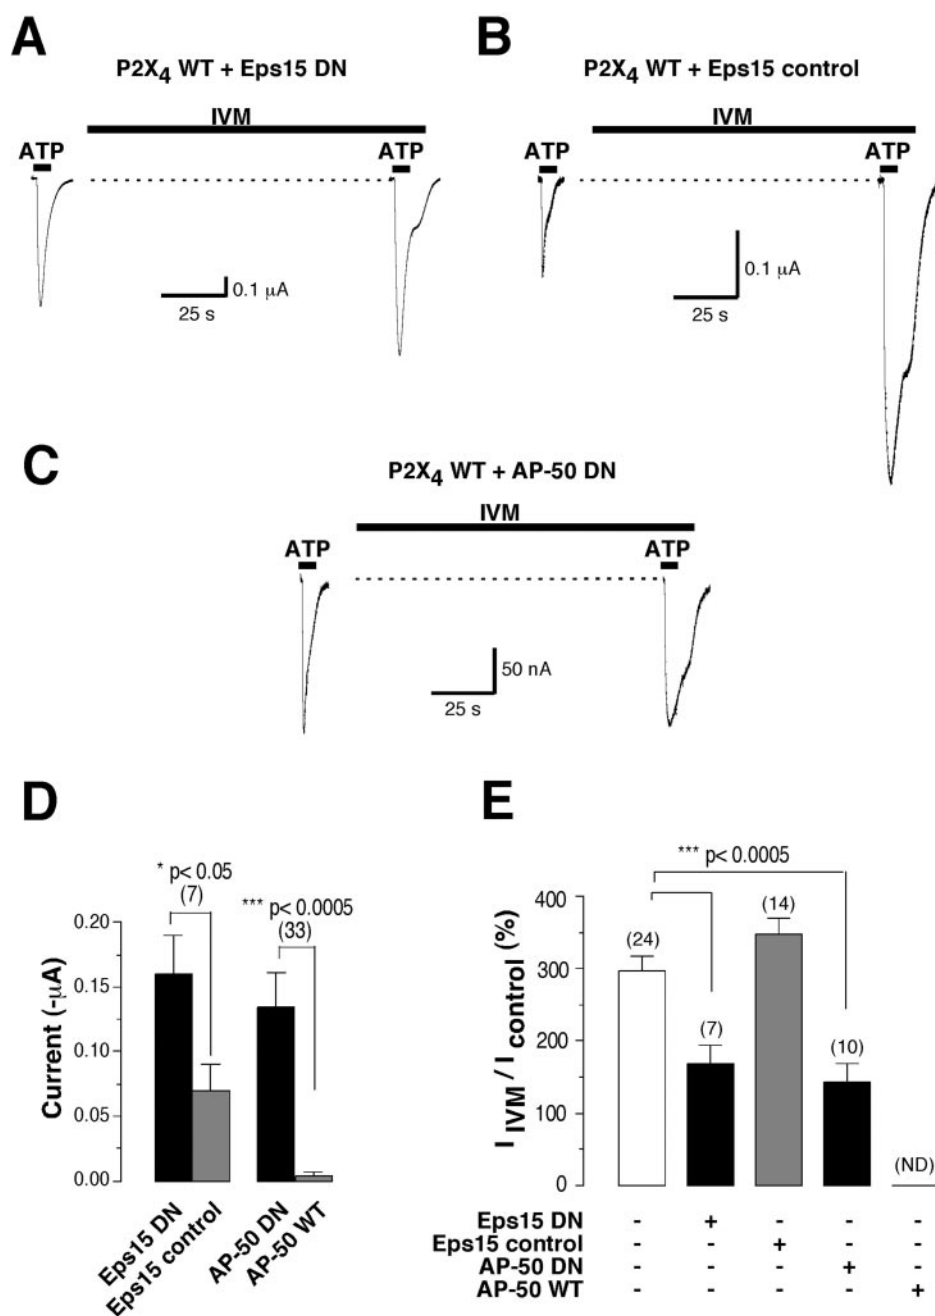 A
P2X4 WT + Eps15 DN
IVM
ATP
ATP
0.1 µA
25 s
B
P2X4 WT + Eps15 control
IVM
ATP
ATP
0.1 µA
25 s
C
P2X4 WT + AP-50 DN
IVM
ATP
ATP
50 nA
25 s
D
* p< 0.05
(7)
*** p< 0.0005
(33)
Current (-µA)
0.20
0.15
0.10
0.05
0.00
Eps15 DN
Eps15 control
AP-50 DN
AP-50 WT
E
*** p< 0.0005
I IVM / I control (%)
400
300
200
100
0
(24)
(7)
(14)
(10)
(ND)
Eps15 DN - + - - -
Eps15 control - - + - -
AP-50 DN - - - + -
AP-50 WT - - - - +